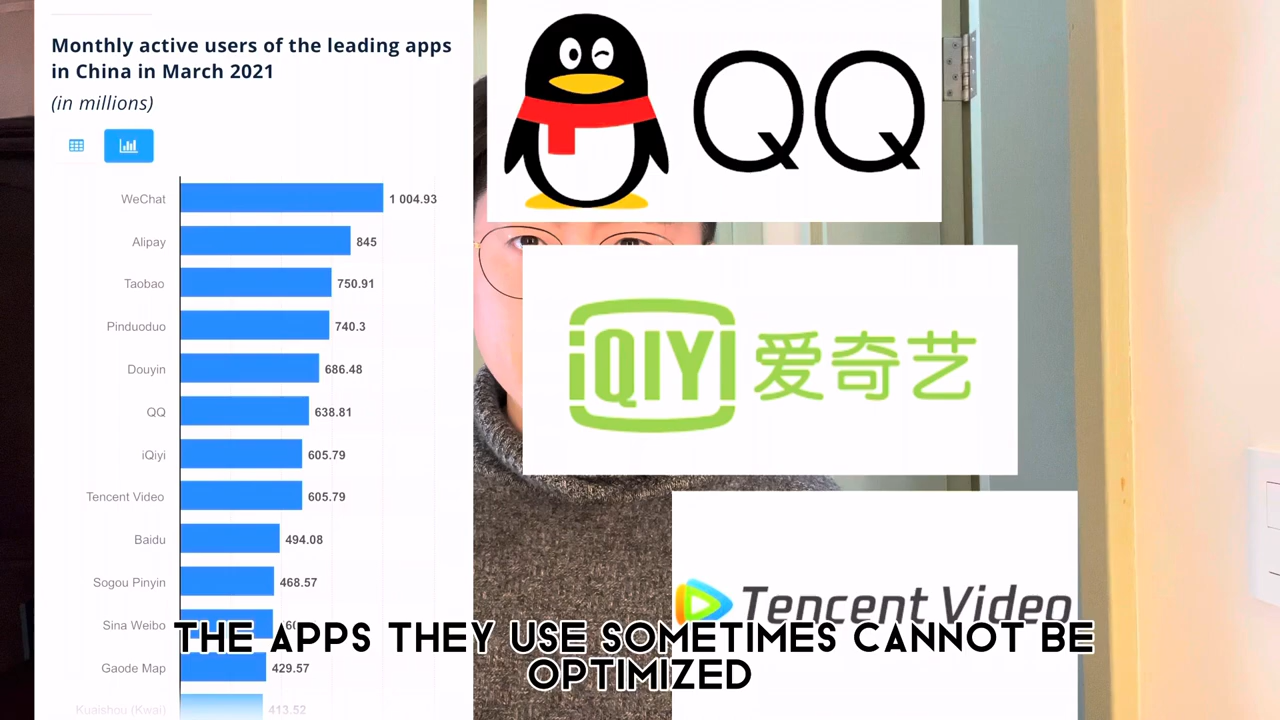 Monthly active users of the leading apps
in China in March 2021
(in millions)
WeChat 1 004.93
Alipay 845
Taobao 750.91
Pinduoduo 740.3
Douyin 686.48
QQ 638.81
iQiyi 605.79
Tencent Video 605.79
Baidu 494.08
Sogou Pinyin 468.57
Sina Weibo
Gaode Map 429.57
Kuaishou (Kwai) 413.52
QQ
iQIYI 爱奇艺
Tencent Video
THE APPS THEY USE SOMETIMES CANNOT BE
OPTIMIZED